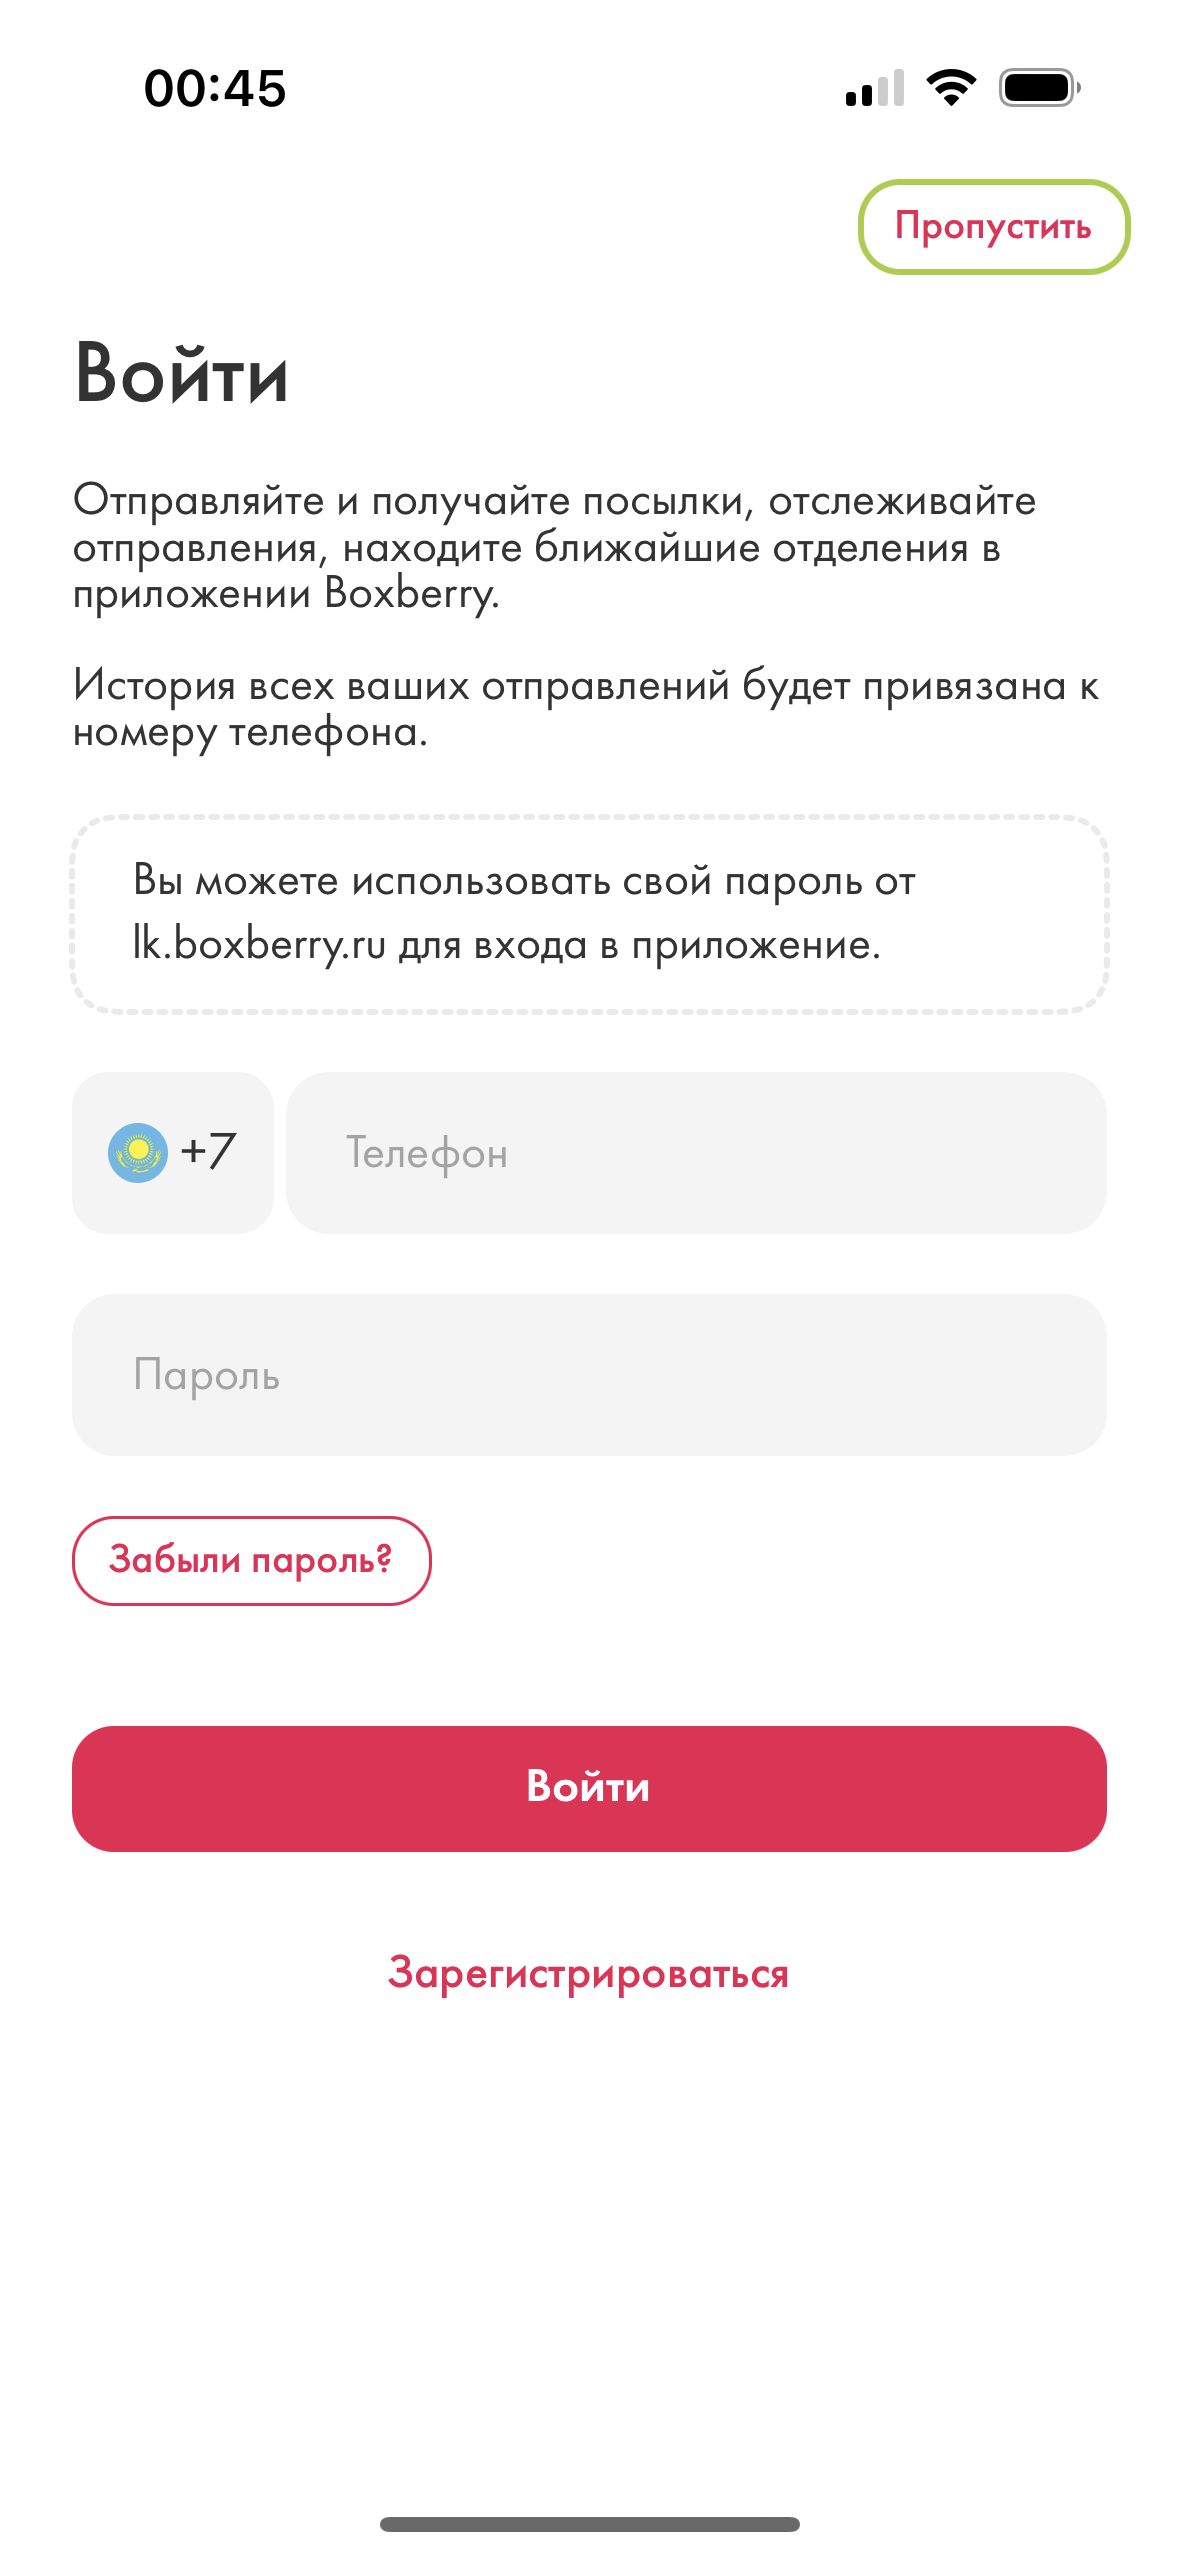 00:45
Пропустить
Войти
Отправляйте и получайте посылки, отслеживайте
отправления, находите ближайшие отделения в
приложении Boxberry.
История всех ваших отправлений будет привязана к
номеру телефона.
Вы можете использовать свой пароль от
lk.boxberry.ru для входа в приложение.
+7 Телефон
Пароль
Забыли пароль?
Войти
Зарегистрироваться